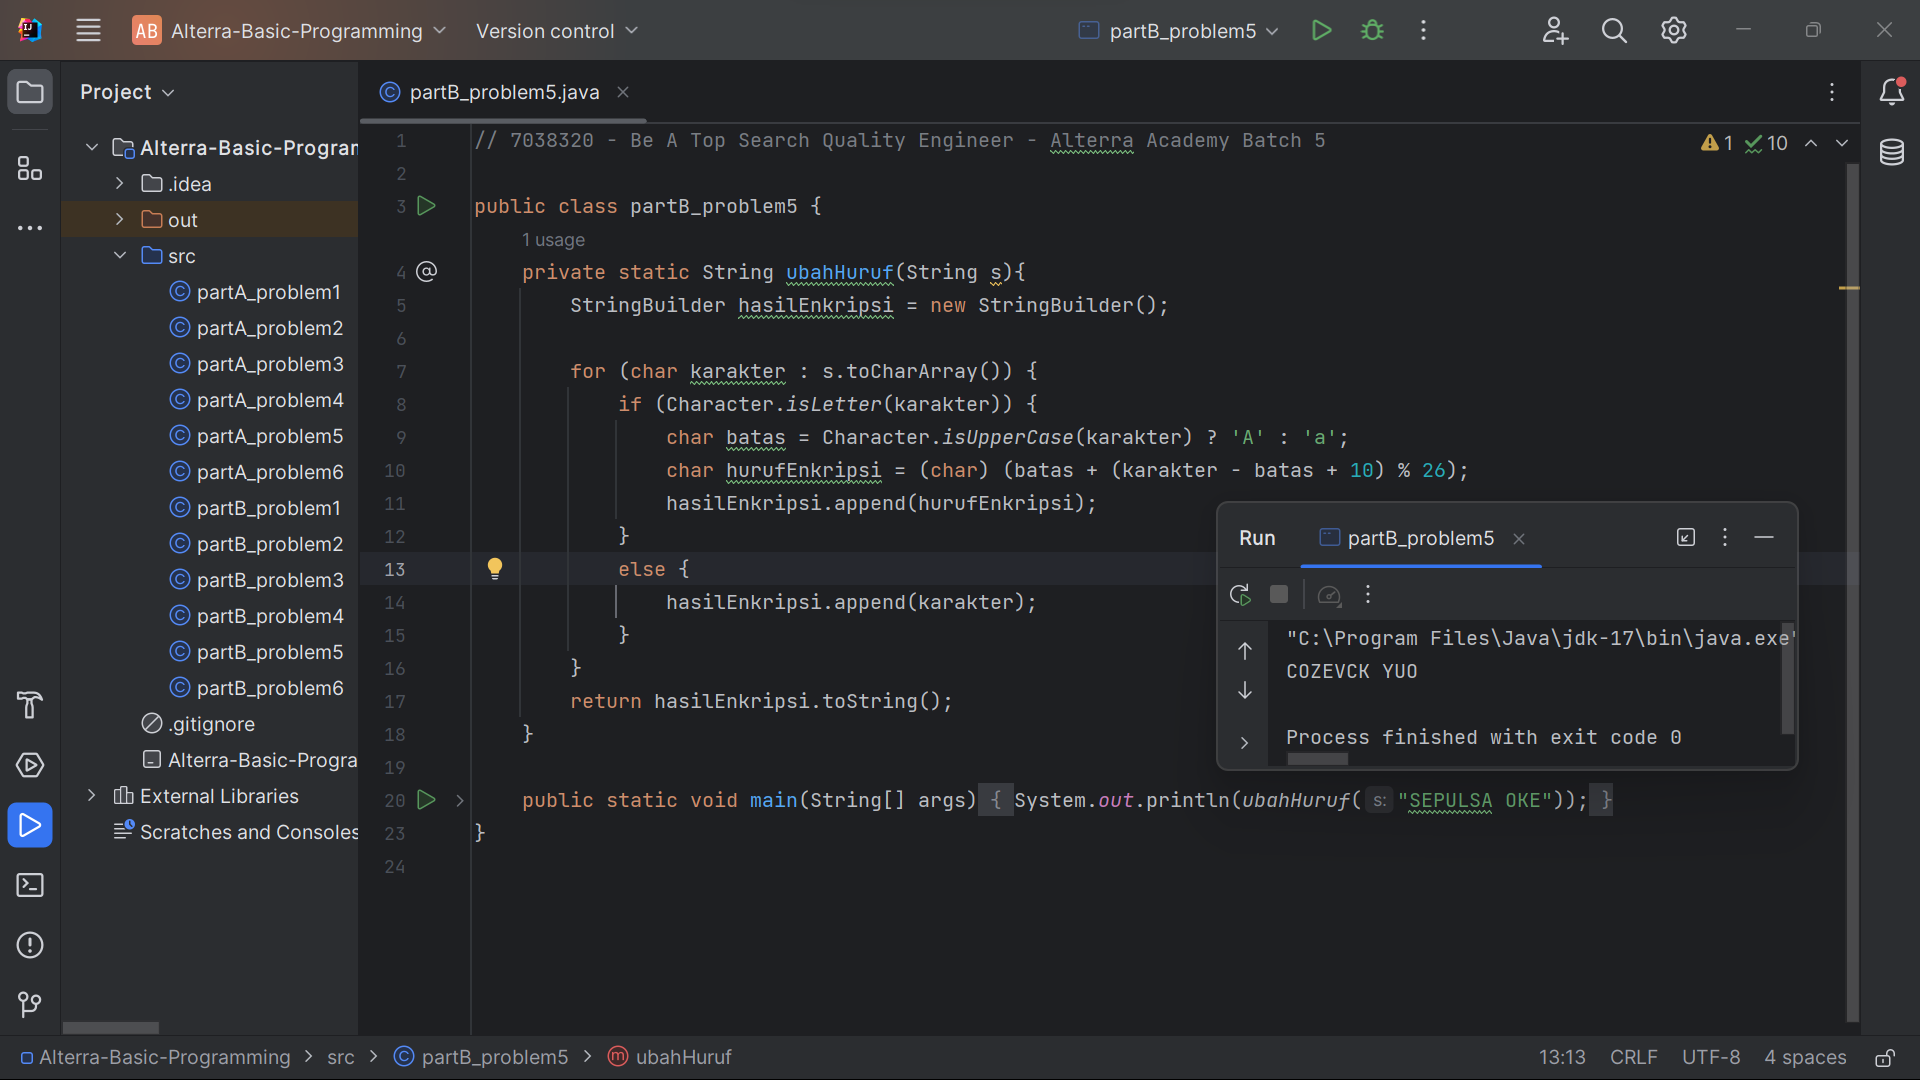 AB Alterra-Basic-Programming Version control partB_problem5
Project
Alterra-Basic-Progran
.idea
out
src
partA_problem1
partA_problem2
partA_problem3
partA_problem4
partA_problem5
partA_problem6
partB_problem1
partB_problem2
partB_problem3
partB_problem4
partB_problem5
partB_problem6
.gitignore
Alterra-Basic-Progra
External Libraries
Scratches and Consoles
partB_problem5.java
1 10
1 // 7038320 - Be A Top Search Quality Engineer - Alterra Academy Batch 5
2
3 public class partB_problem5 {
1 usage
4 @ private static String ubahHuruf(String s){
5 StringBuilder hasilEnkripsi = new StringBuilder();
6
7 for (char karakter : s.toCharArray()) {
8 if (Character.isLetter(karakter)) {
9 char batas = Character.isUpperCase(karakter) ? 'A' : 'a';
10 char hurufEnkripsi = (char) (batas + (karakter - batas + 10) % 26);
11 hasilEnkripsi.append(hurufEnkripsi);
12 }
13 else {
14 hasilEnkripsi.append(karakter);
15 }
16 }
17 return hasilEnkripsi.toString();
18 }
19
20 public static void main(String[] args) { System.out.println(ubahHuruf( s: "SEPULSA OKE")); }
23 }
24
Run partB_problem5
"C:\Program Files\Java\jdk-17\bin\java.exe"
COZEVCK YUO
Process finished with exit code 0
Alterra-Basic-Programming > src > partB_problem5 > ubahHuruf
13:13 CRLF UTF-8 4 spaces